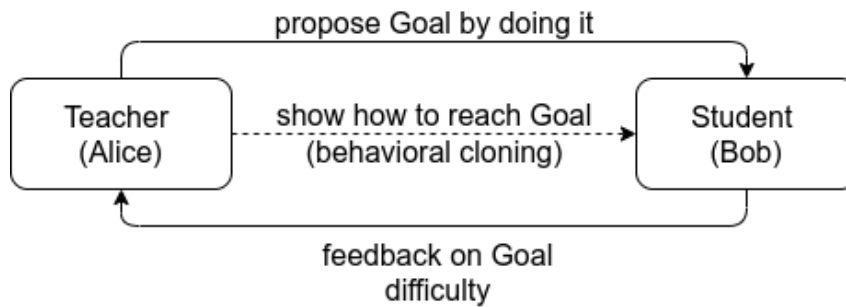 propose Goal by doing it
Teacher
(Alice)
show how to reach Goal
(behavioral cloning)
Student
(Bob)
feedback on Goal
difficulty